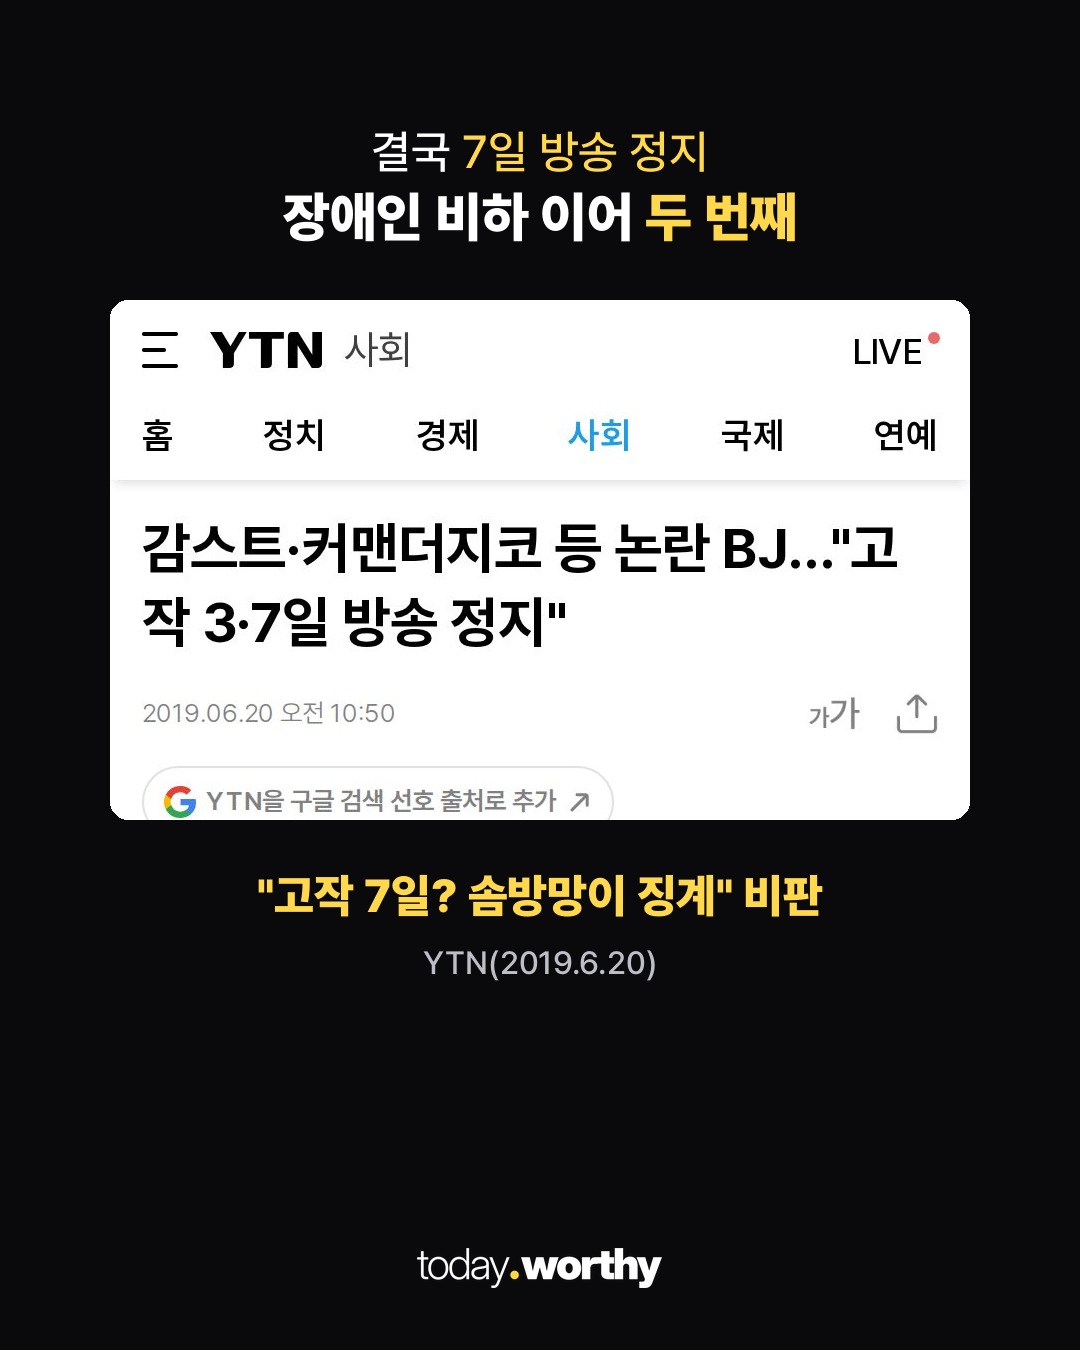 결국 7일 방송 정지
장애인 비하 이어 두 번째
YTN 사회
LIVE
홈 정치 경제 사회 국제 연예
감스트·커맨더지코 등 논란 BJ..."고
작 3·7일 방송 정지"
2019.06.20 오전 10:50
가가
YTN을 구글 검색 선호 출처로 추가
"고작 7일? 솜방망이 징계" 비판
YTN(2019.6.20)
today.worthy